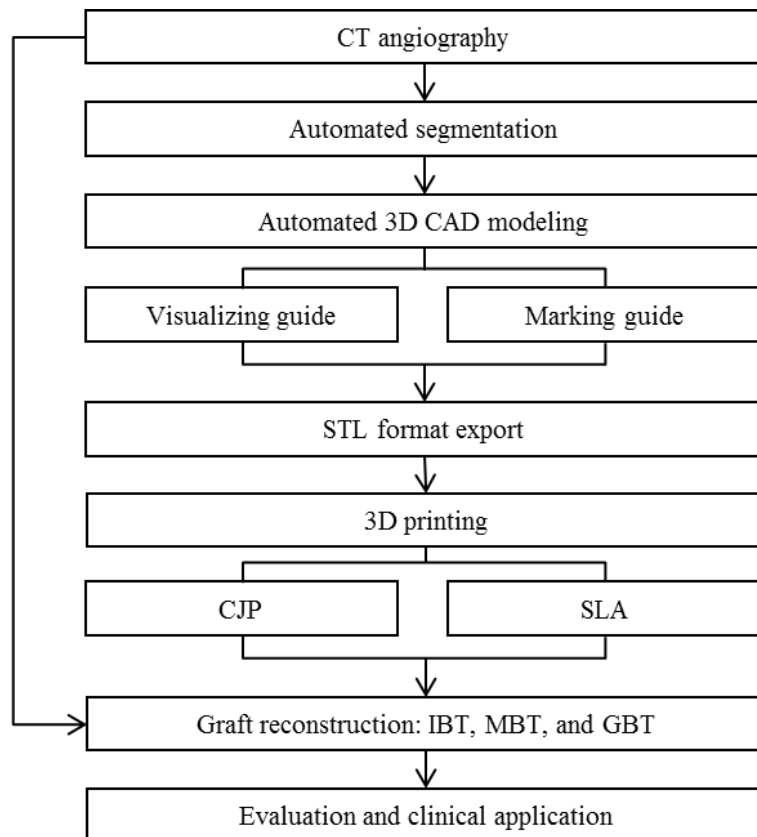 CT angiography
Automated segmentation
Automated 3D CAD modeling
Visualizing guide
Marking guide
STL format export
3D printing
CJP
SLA
Graft reconstruction: IBT, MBT, and GBT
Evaluation and clinical application